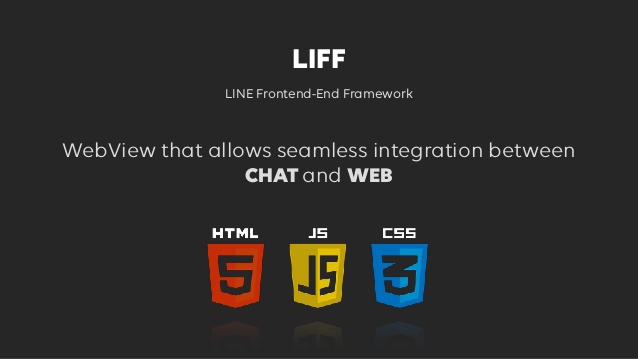 LIFF
LINE Frontend-End Framework
WebView that allows seamless integration between
CHAT and WEB
HTML JS CSS
5 JS 3